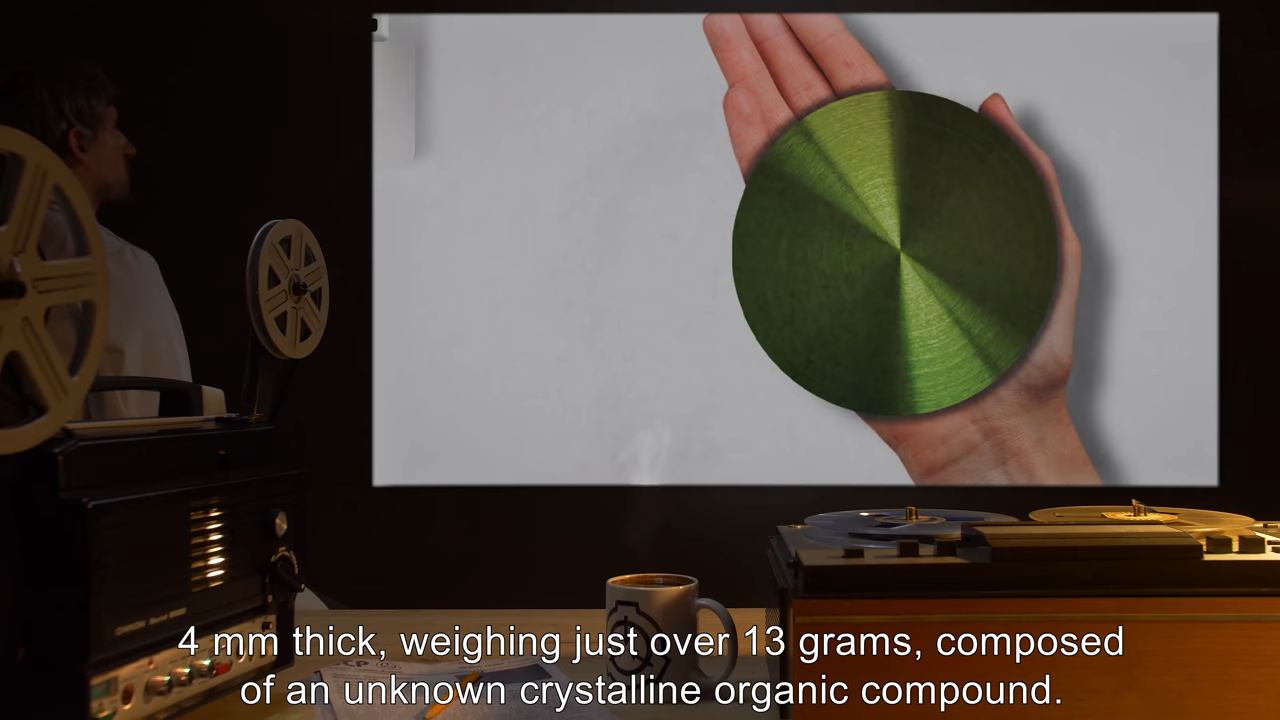 4 mm thick, weighing just over 13 grams, composed
of an unknown crystalline organic compound.